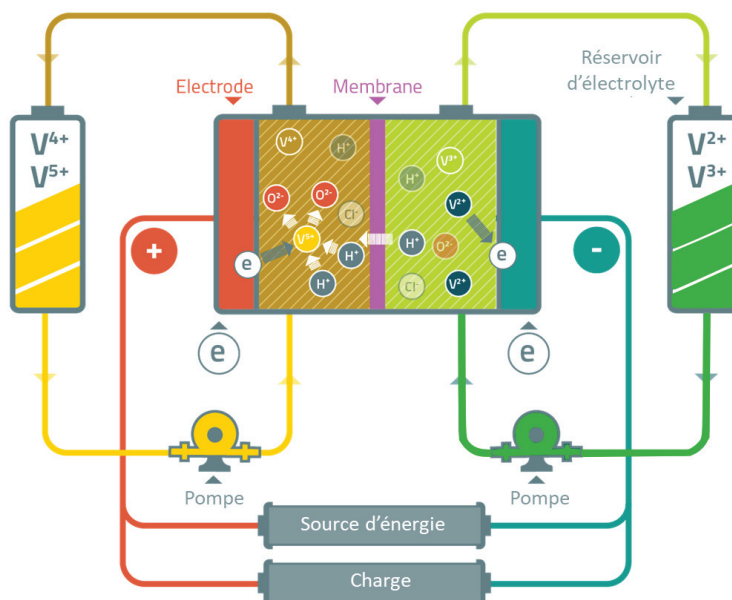 Réservoir
d'électrolyte
Electrode
Membrane
V4+
V5+
V2+
V3+
V4+
H+
V3+
H+
O2-
O2-
V2+
Cl-
V5+
+
-
H+
H+
O2-
e
e
H+
Cl-
V2+
e
e
Pompe
Pompe
Source d'énergie
Charge